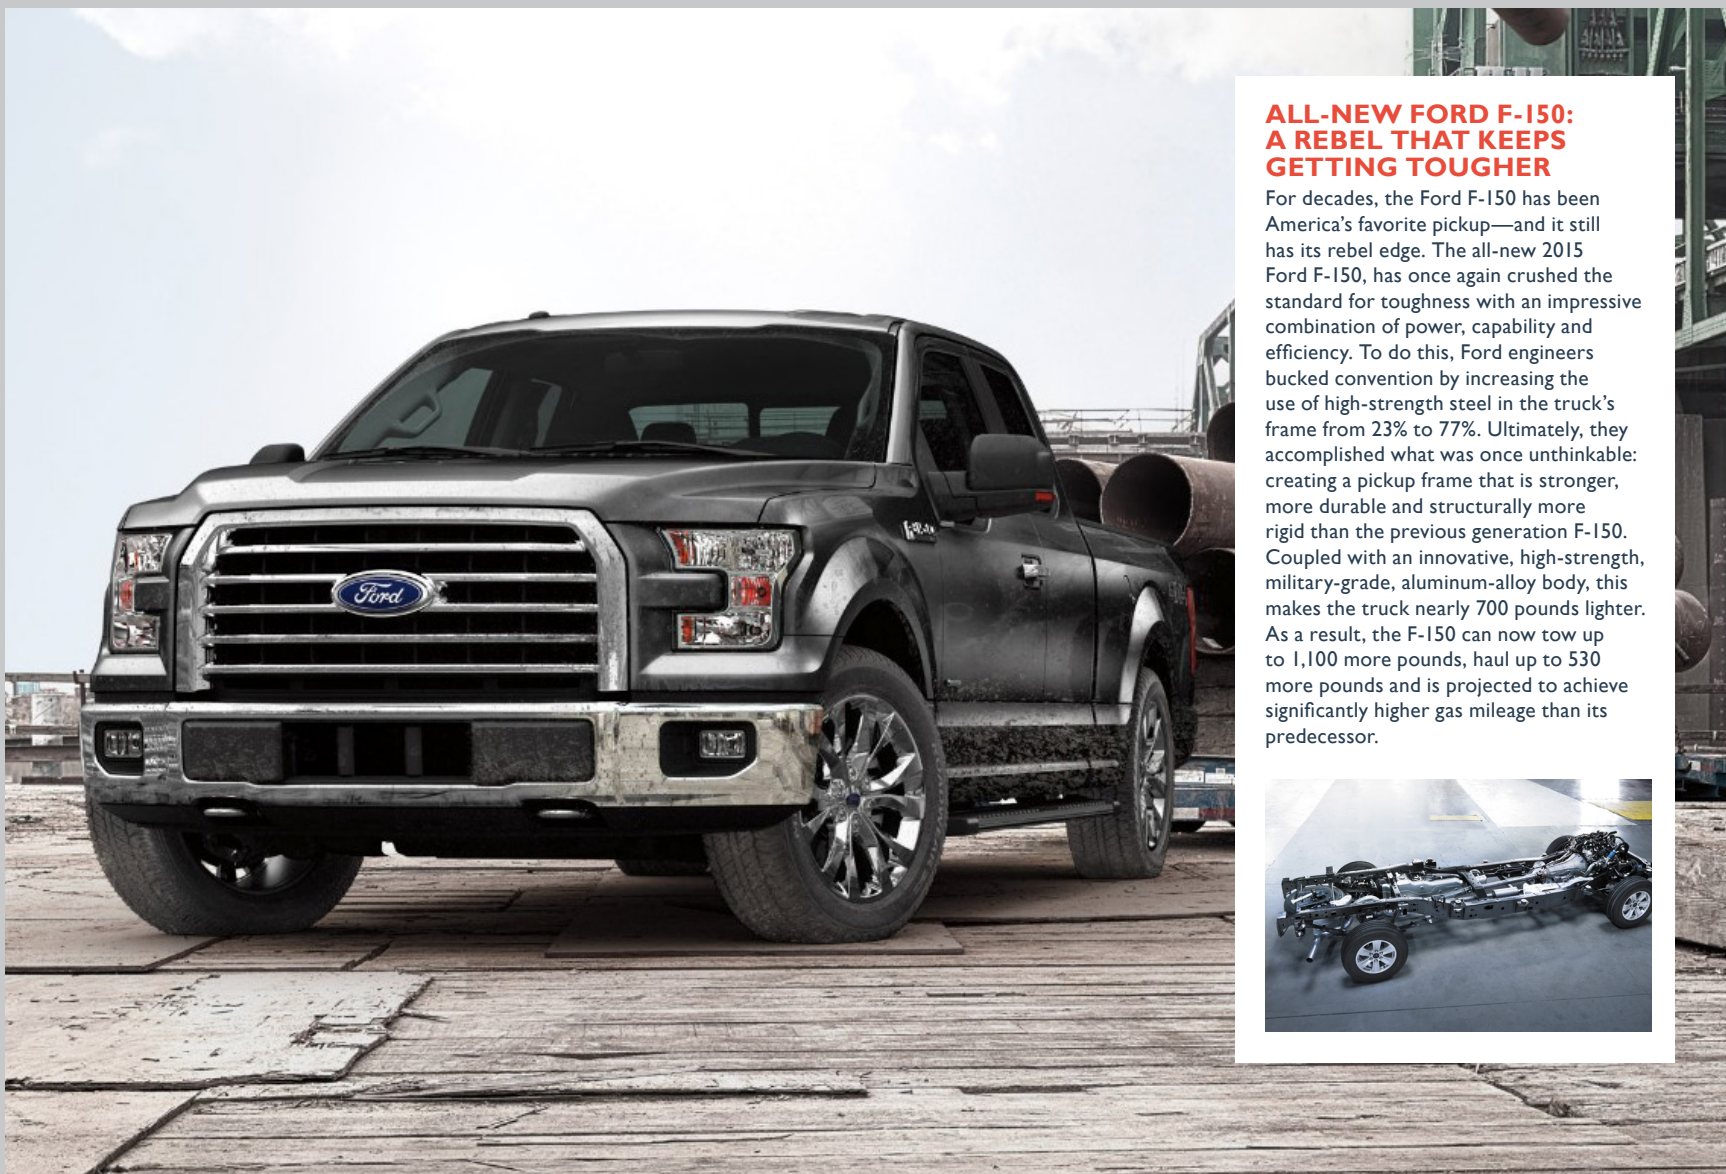 ALL-NEW FORD F-150:
A REBEL THAT KEEPS
GETTING TOUGHER
For decades, the Ford F-150 has been
America’s favorite pickup—and it still
has its rebel edge. The all-new 2015
Ford F-150, has once again crushed the
standard for toughness with an impressive
combination of power, capability and
efficiency. To do this, Ford engineers
bucked convention by increasing the
use of high-strength steel in the truck’s
frame from 23% to 77%. Ultimately, they
accomplished what was once unthinkable:
creating a pickup frame that is stronger,
more durable and structurally more
rigid than the previous generation F-150.
Coupled with an innovative, high-strength,
military-grade, aluminum-alloy body, this
makes the truck nearly 700 pounds lighter.
As a result, the F-150 can now tow up
to 1,100 more pounds, haul up to 530
more pounds and is projected to achieve
significantly higher gas mileage than its
predecessor.
Ford